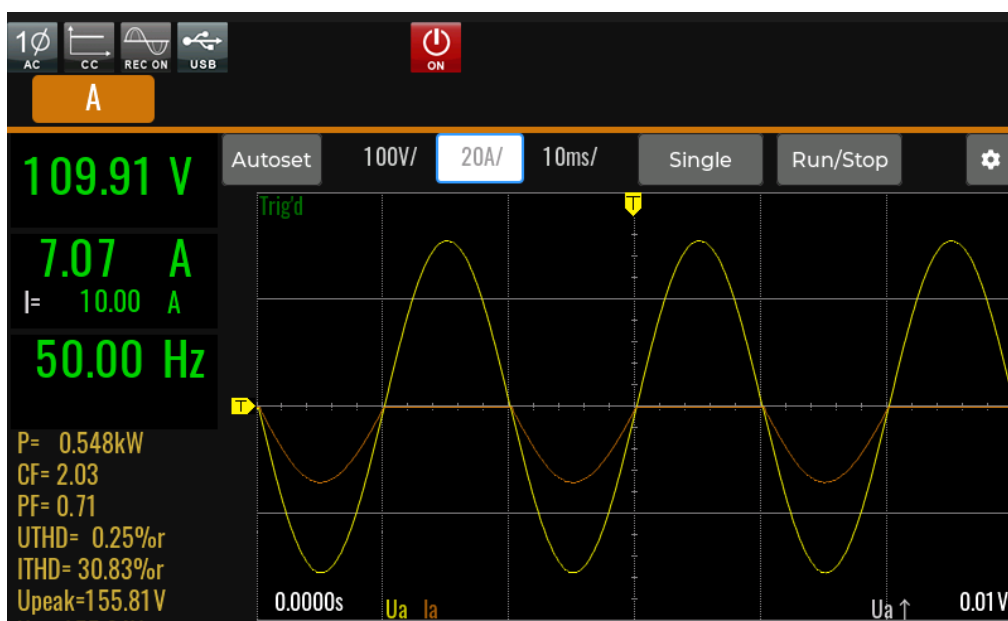 1Ø
AC
CC
REC ON
USB
ON
A
109.91 V
7.07 A
I= 10.00 A
50.00 Hz
P= 0.548kW
CF= 2.03
PF= 0.71
UTHD= 0.25%r
ITHD= 30.83%r
Upeak=155.81V
Autoset
100V/
20A/
10ms/
Single
Run/Stop
Trig'd
T
T
0.0000s
Ua Ia
Ua ↑
0.01V